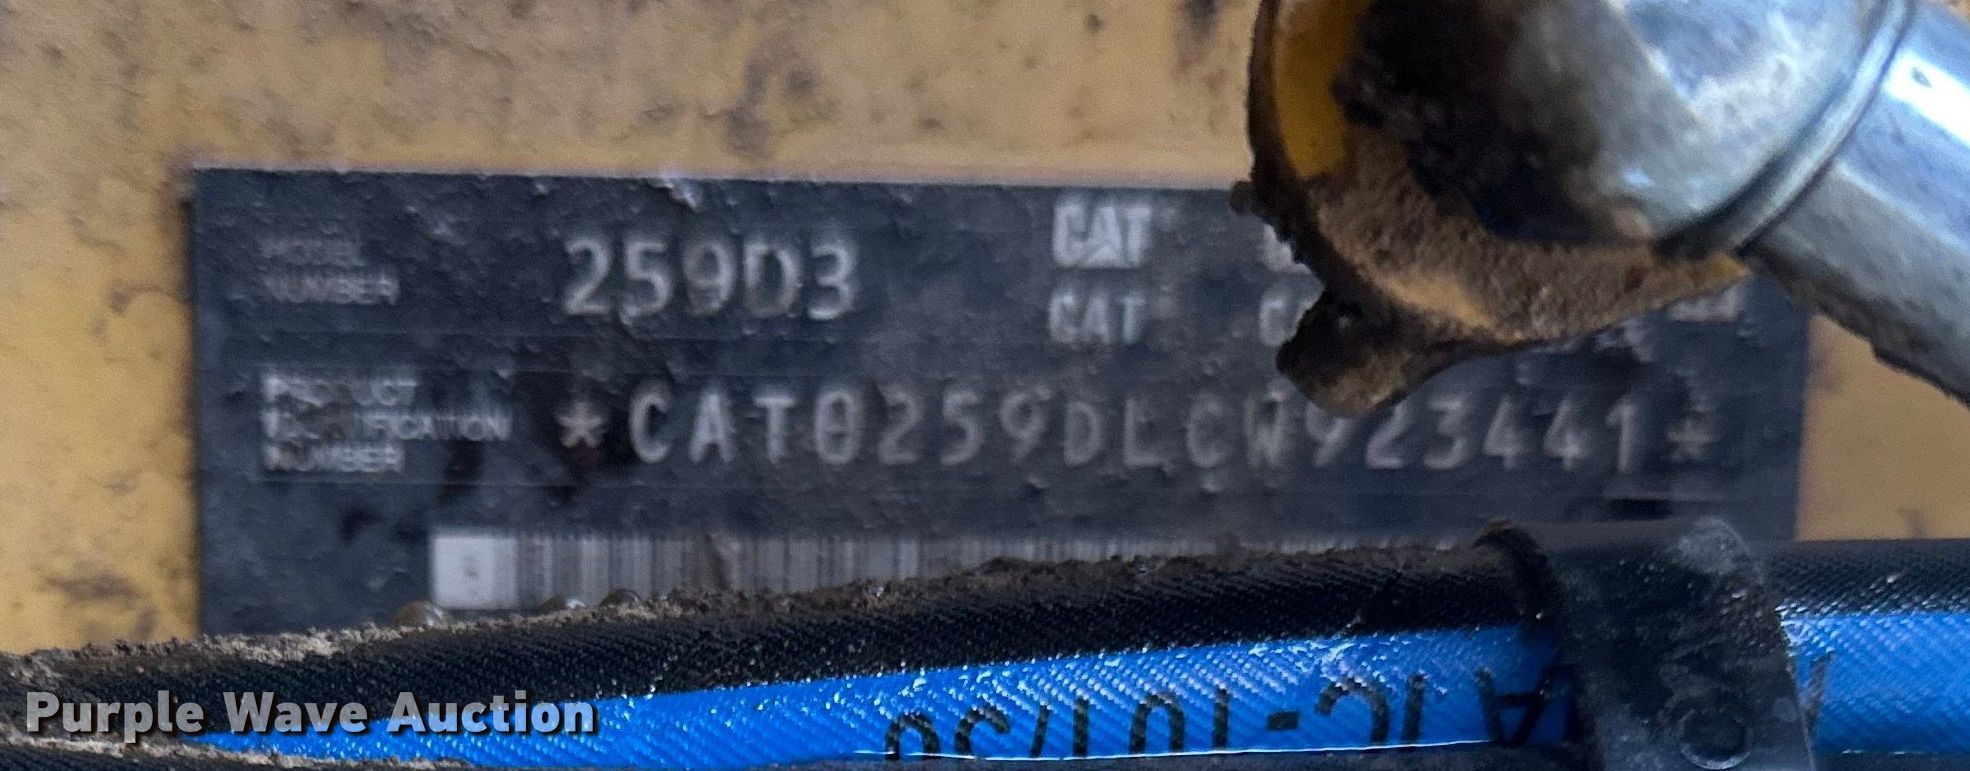 MODEL
NUMBER
259D3
CAT
CAT
PRODUCT
IDENTIFICATION
NUMBER
*CAT0259DLCW923441*
Purple Wave Auction